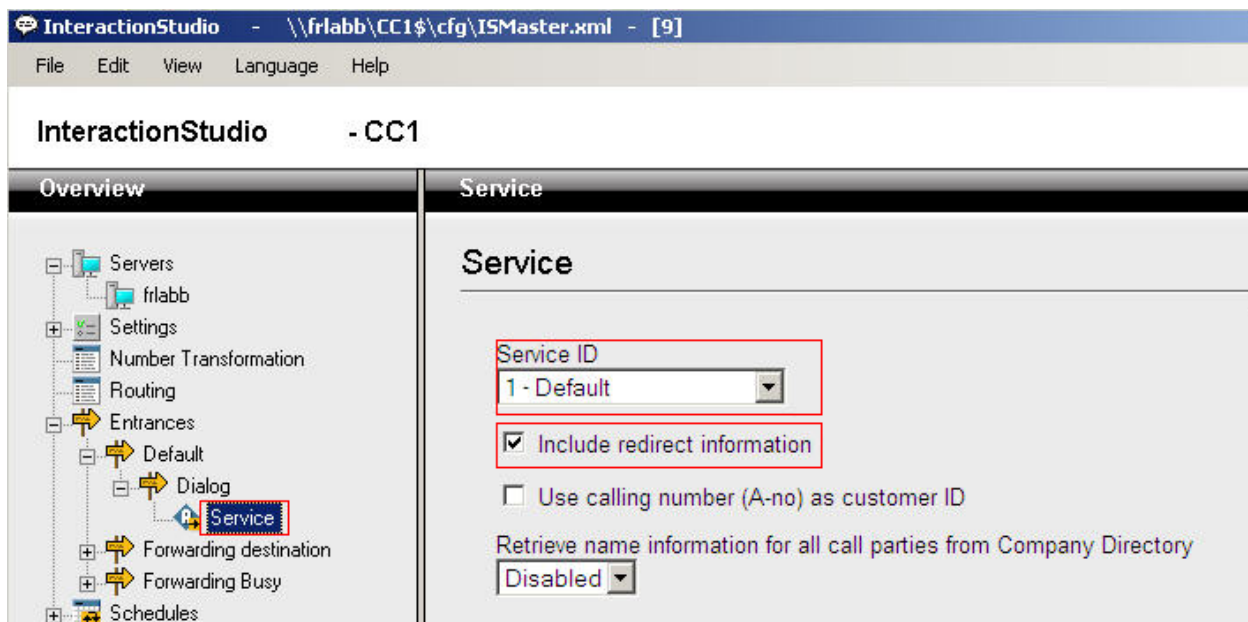 InteractionStudio - \\frlabb\CC1$\cfg\ISMaster.xml - [9]
File Edit View Language Help
InteractionStudio - CC1
Overview
Service
Servers
frlabb
Settings
Number Transformation
Routing
Entrances
Default
Dialog
Service
Forwarding destination
Forwarding Busy
Schedules
Service
Service ID
1 - Default
Include redirect information
Use calling number (A-no) as customer ID
Retrieve name information for all call parties from Company Directory
Disabled